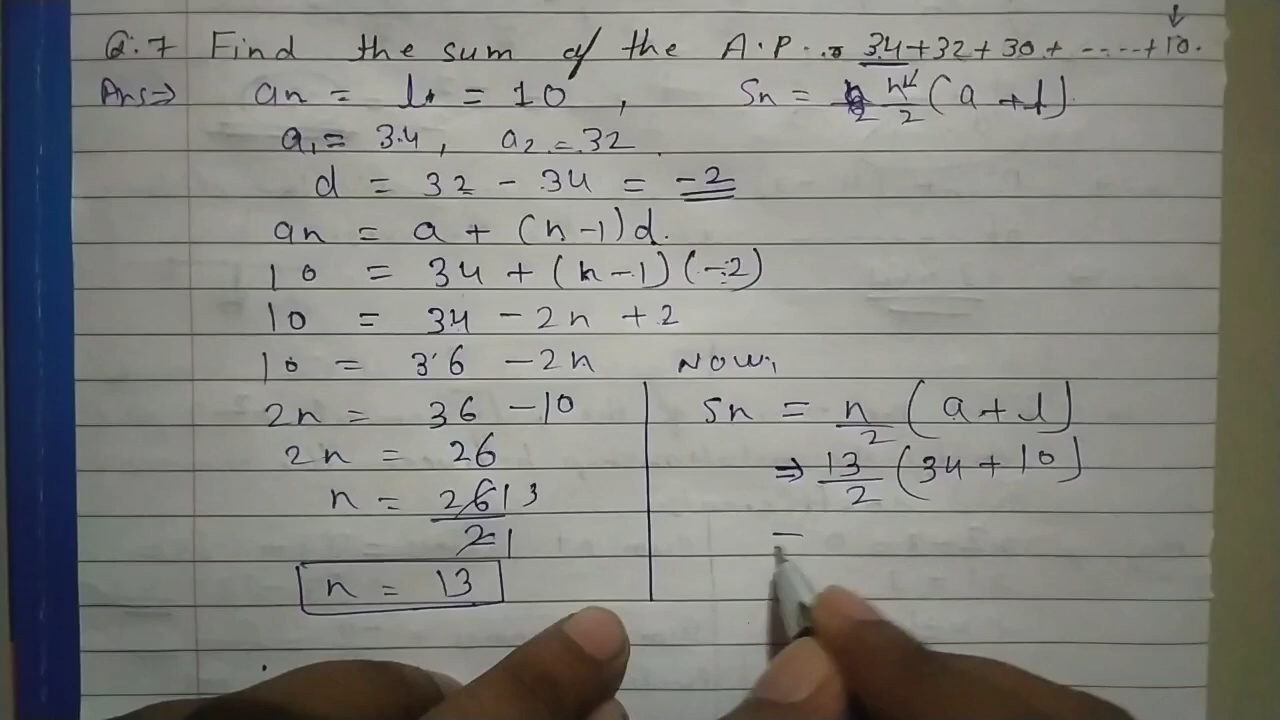 Q.7 Find the sum of the A.P... 34+32+30+ ----+10.
Ans⇒ an = l = 10 , Sn = n/2 (a+l)
a₁ = 34, a₂ = 32
d = 32 - 34 = -2
an = a + (n-1)d.
10 = 34 + (n-1)(-2)
10 = 34 - 2n + 2
10 = 36 - 2n
2n = 36 - 10
2n = 26
n = 26/2 13/1
n = 13
Now,
Sn = n/2 (a+l)
⇒ 13/2 (34+10)
=